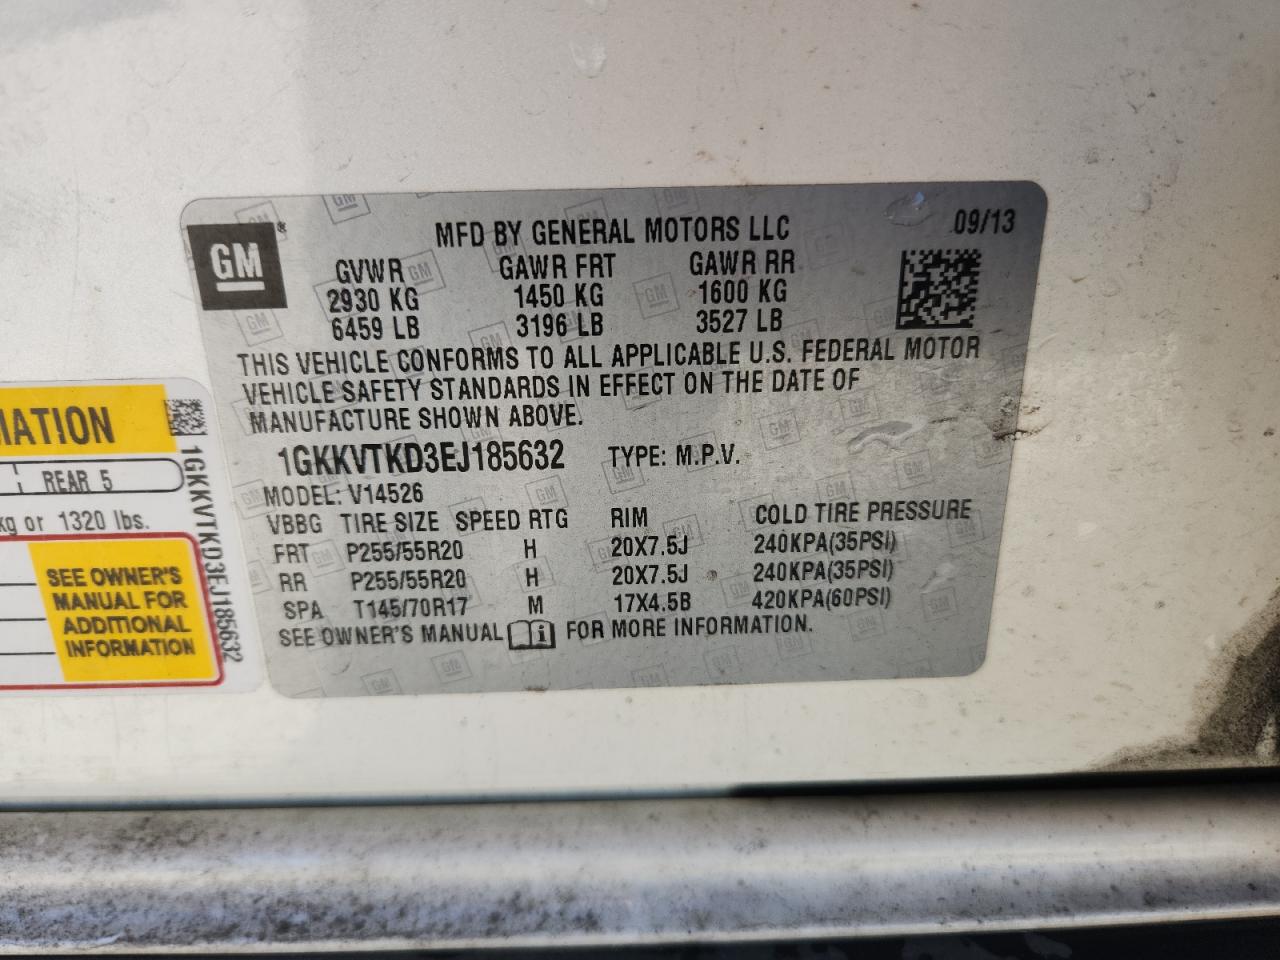 GM
MFD BY GENERAL MOTORS LLC 09/13
GVWR GAWR FRT GAWR RR
2930 KG 1450 KG 1600 KG
6459 LB 3196 LB 3527 LB
THIS VEHICLE CONFORMS TO ALL APPLICABLE U.S. FEDERAL MOTOR
VEHICLE SAFETY STANDARDS IN EFFECT ON THE DATE OF
MANUFACTURE SHOWN ABOVE.
1GKKVTKD3EJ185632 TYPE: M.P.V.
MODEL: V14526
VBBG TIRE SIZE SPEED RTG RIM COLD TIRE PRESSURE
FRT P255/55R20 H 20X7.5J 240KPA(35PSI)
RR P255/55R20 H 20X7.5J 240KPA(35PSI)
SPA T145/70R17 M 17X4.5B 420KPA(60PSI)
SEE OWNER'S MANUAL FOR MORE INFORMATION.
MATION
REAR 5
kg or 1320 lbs.
SEE OWNER'S
MANUAL FOR
ADDITIONAL
INFORMATION
1GKKVTKD3EJ185632